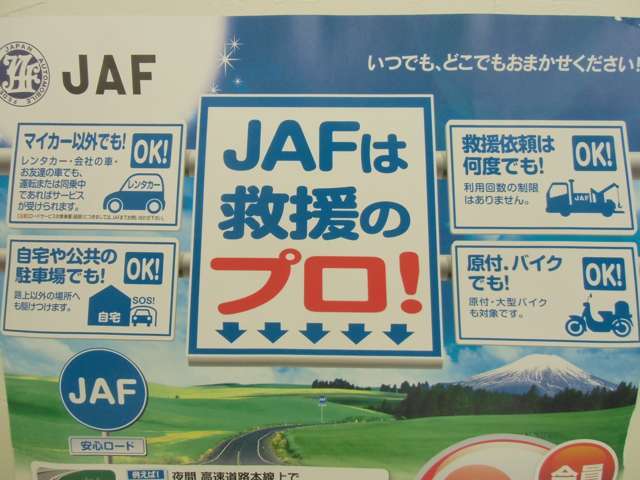 JAPAN AUTOMOBILE
JAF
いつでも、どこでもおまかせください!
マイカー以外でも!
OK!
レンタカー・会社の車・
お友達の車でも、
運転または同乗中
であればサービス
が受けられます。
レンタカー
自宅や公共の
駐車場でも!
OK!
路上以外の場所へ
も駆けつけます。
SOS!
自宅
JAFは
救援の
プロ!
救援依頼は
何度でも!
OK!
利用回数の制限
はありません。
JAF
原付、バイク
でも!
OK!
原付・大型バイク
も対象です。
JAF
安心ロード
例えば!
夜間 高速道路本線上で
会員